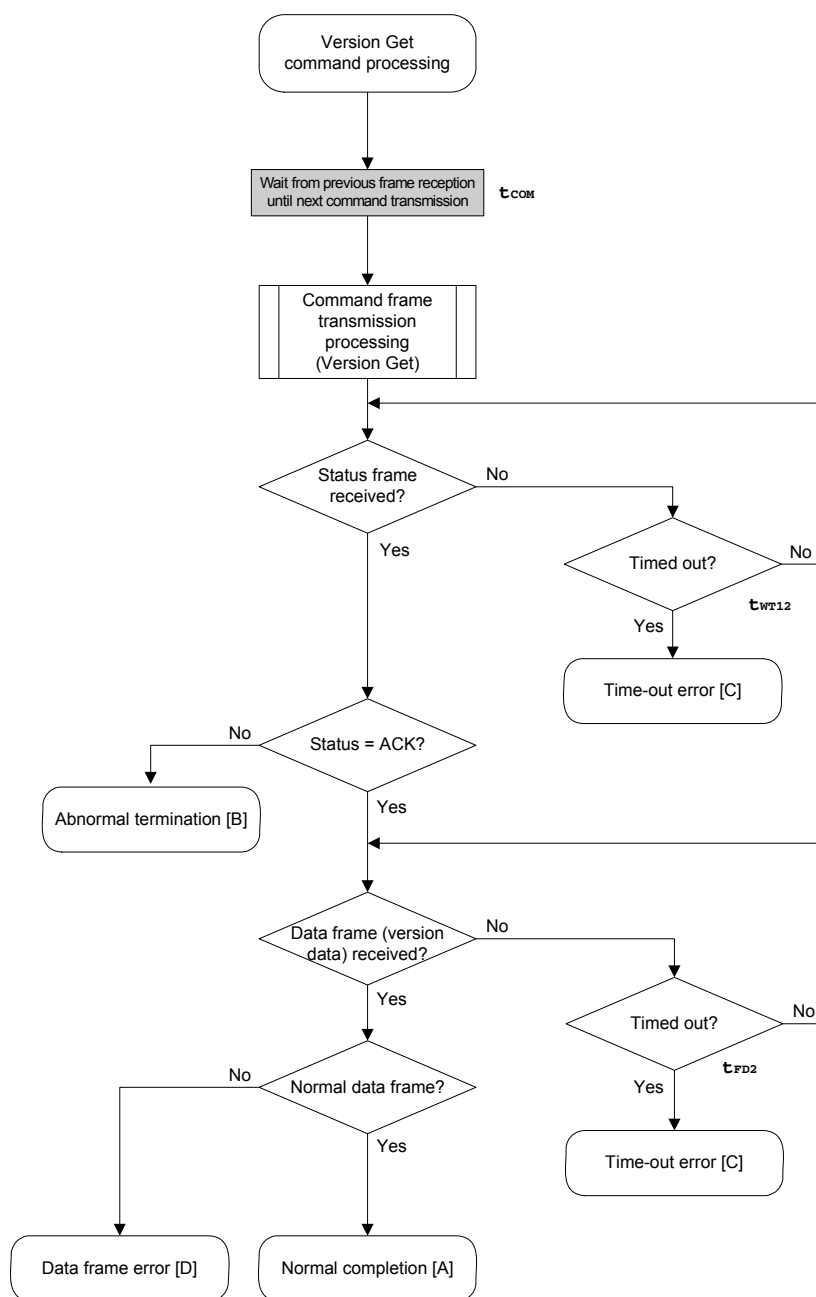 Version Get
command processing
Wait from previous frame reception
until next command transmission
tCOM
Command frame
transmission
processing
(Version Get)
Status frame
received?
No
Yes
Timed out?
No
tWT12
Yes
Time-out error [C]
Status = ACK?
No
Abnormal termination [B]
Yes
Data frame (version
data) received?
No
Yes
Timed out?
No
tFD2
Yes
Time-out error [C]
Normal data frame?
No
Yes
Data frame error [D]
Normal completion [A]